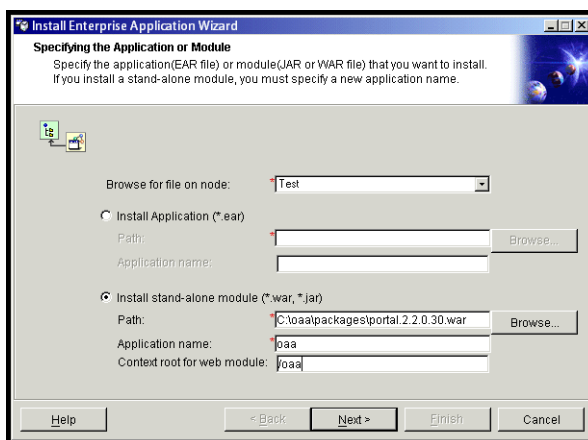 Install Enterprise Application Wizard
Specifying the Application or Module
Specify the application(EAR file) or module(JAR or WAR file) that you want to install.
If you install a stand-alone module, you must specify a new application name.
Browse for file on node: *Test
Install Application (*.ear)
Path: * Browse...
Application name:
Install stand-alone module (*.war, *.jar)
Path: *C:\oaa\packages\portal.2.2.0.30.war Browse...
Application name: *oaa
Context root for web module: /oaa
Help < Back Next > Finish Cancel